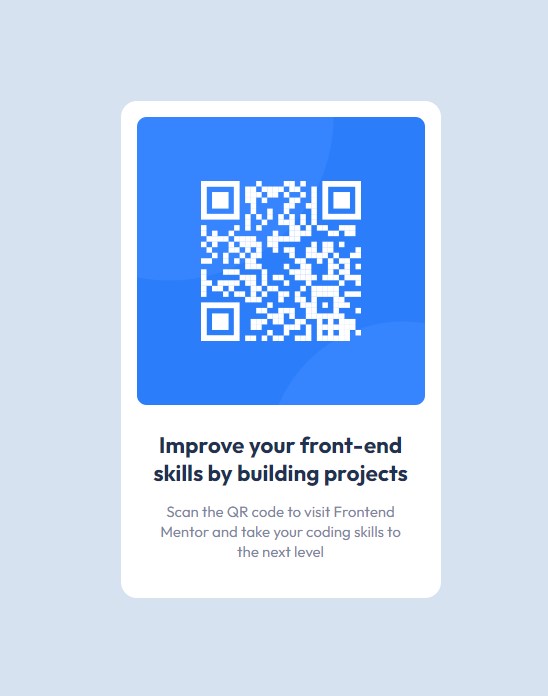 Improve your front-end
skills by building projects
Scan the QR code to visit Frontend
Mentor and take your coding skills to
the next level